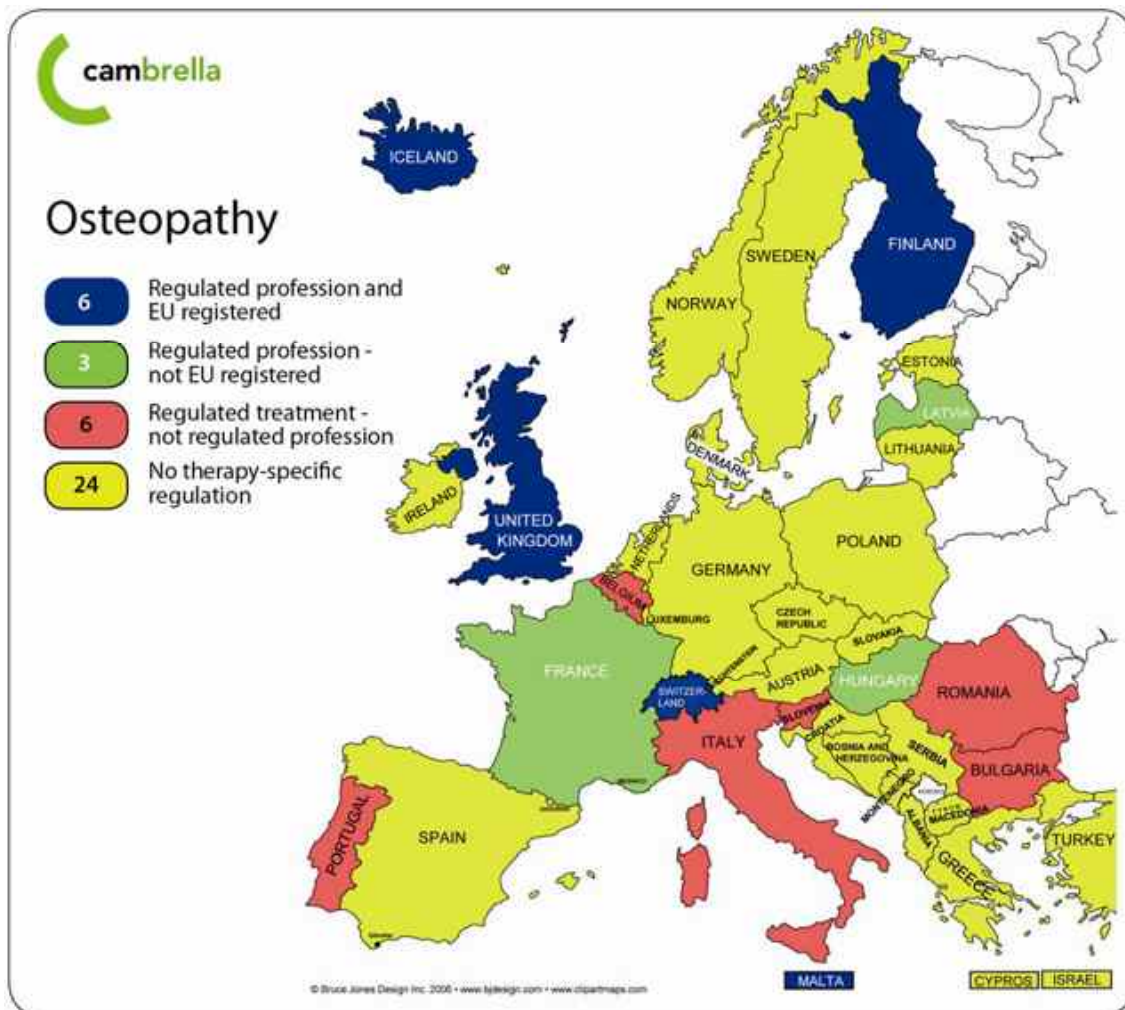 cambrella
Osteopathy
6 Regulated profession and
EU registered
3 Regulated profession -
not EU registered
6 Regulated treatment -
not regulated profession
24 No therapy-specific
regulation
ICELAND
FINLAND
SWEDEN
NORWAY
ESTONIA
LATVIA
LITHUANIA
DENMARK
IRELAND
UNITED
KINGDOM
NETHERLANDS
POLAND
GERMANY
BELGIUM
LUXEMBURG
CZECH
REPUBLIC
SLOVAKIA
LIECHTENSTEIN
AUSTRIA
FRANCE
HUNGARY
SWITZER-
LAND
ROMANIA
SLOVENIA
ITALY
CROATIA
BOSNIA AND
HERZEGOVINA
SERBIA
BULGARIA
MONACO
MONTENEGRO
MACEDONIA
ALBANIA
PORTUGAL
SPAIN
TURKEY
GREECE
MALTA
CYPROS
ISRAEL
© Bruce Jones Design Inc. 2006 • www.bjdesign.com • www.clipartmaps.com